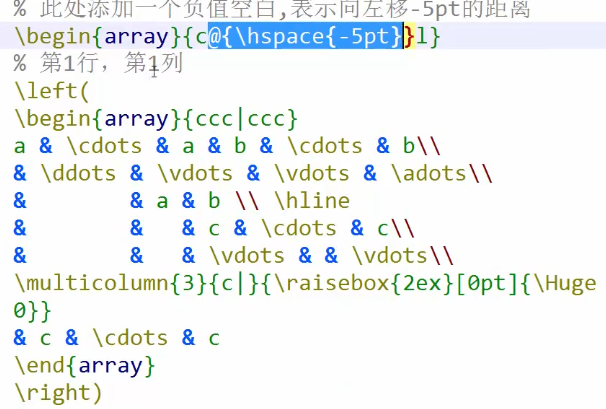 % 此处添加一个负值空白,表示向左移-5pt的距离
\begin{array}{c@{\hspace{-5pt}}l}
% 第1行，第1列
\left(
\begin{array}{ccc|ccc}
a & \cdots & a & b & \cdots & b\\
& \ddots & \vdots & \vdots & \adots\\
& & a & b \\ \hline
& & & c & \cdots & c\\
& & & \vdots & & \vdots\\
\multicolumn{3}{c|}{\raisebox{2ex}[0pt]{\Huge
0}}
& c & \cdots & c
\end{array}
\right)